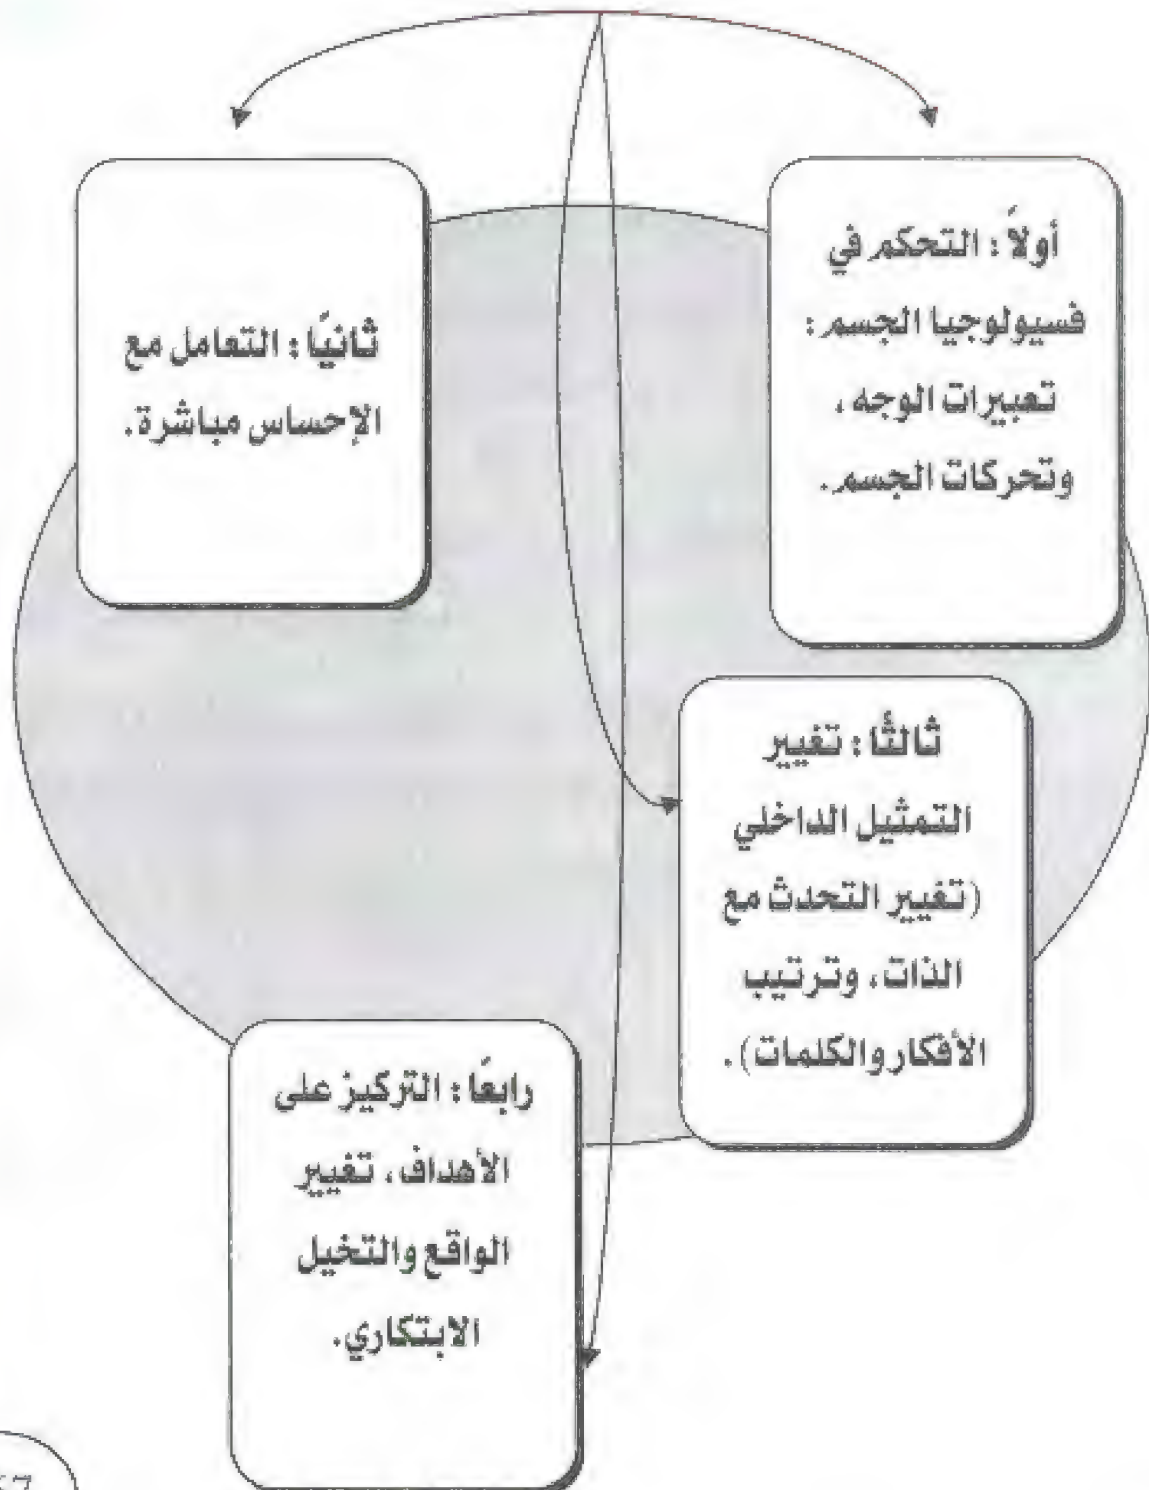 أولاً : التحكم في
فسيولوجيا الجسم :
تعبيرات الوجه ،
وتحركات الجسم.
ثانيًا : التعامل مع
الإحساس مباشرة.
ثالثًا : تغيير
التمثيل الداخلي
(تغيير التحدث مع
الذات، وترتيب
الأفكار والكلمات).
رابعًا : التركيز على
الأهداف، تغيير
الواقع والتخيل
الابتكاري.